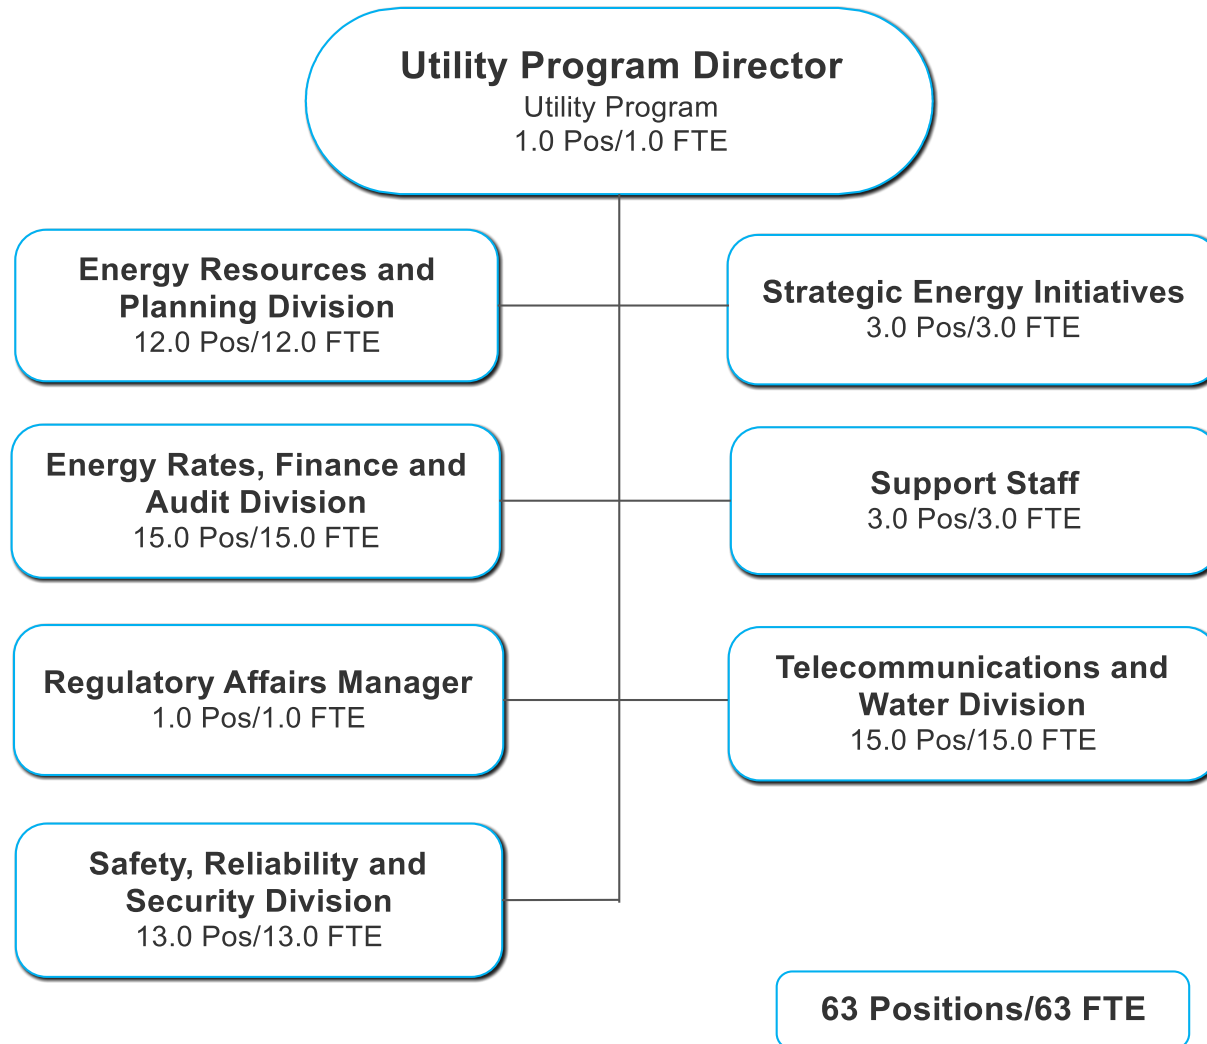 Utility Program Director
Utility Program
1.0 Pos/1.0 FTE
Energy Resources and
Planning Division
12.0 Pos/12.0 FTE
Strategic Energy Initiatives
3.0 Pos/3.0 FTE
Energy Rates, Finance and
Audit Division
15.0 Pos/15.0 FTE
Support Staff
3.0 Pos/3.0 FTE
Regulatory Affairs Manager
1.0 Pos/1.0 FTE
Telecommunications and
Water Division
15.0 Pos/15.0 FTE
Safety, Reliability and
Security Division
13.0 Pos/13.0 FTE
63 Positions/63 FTE